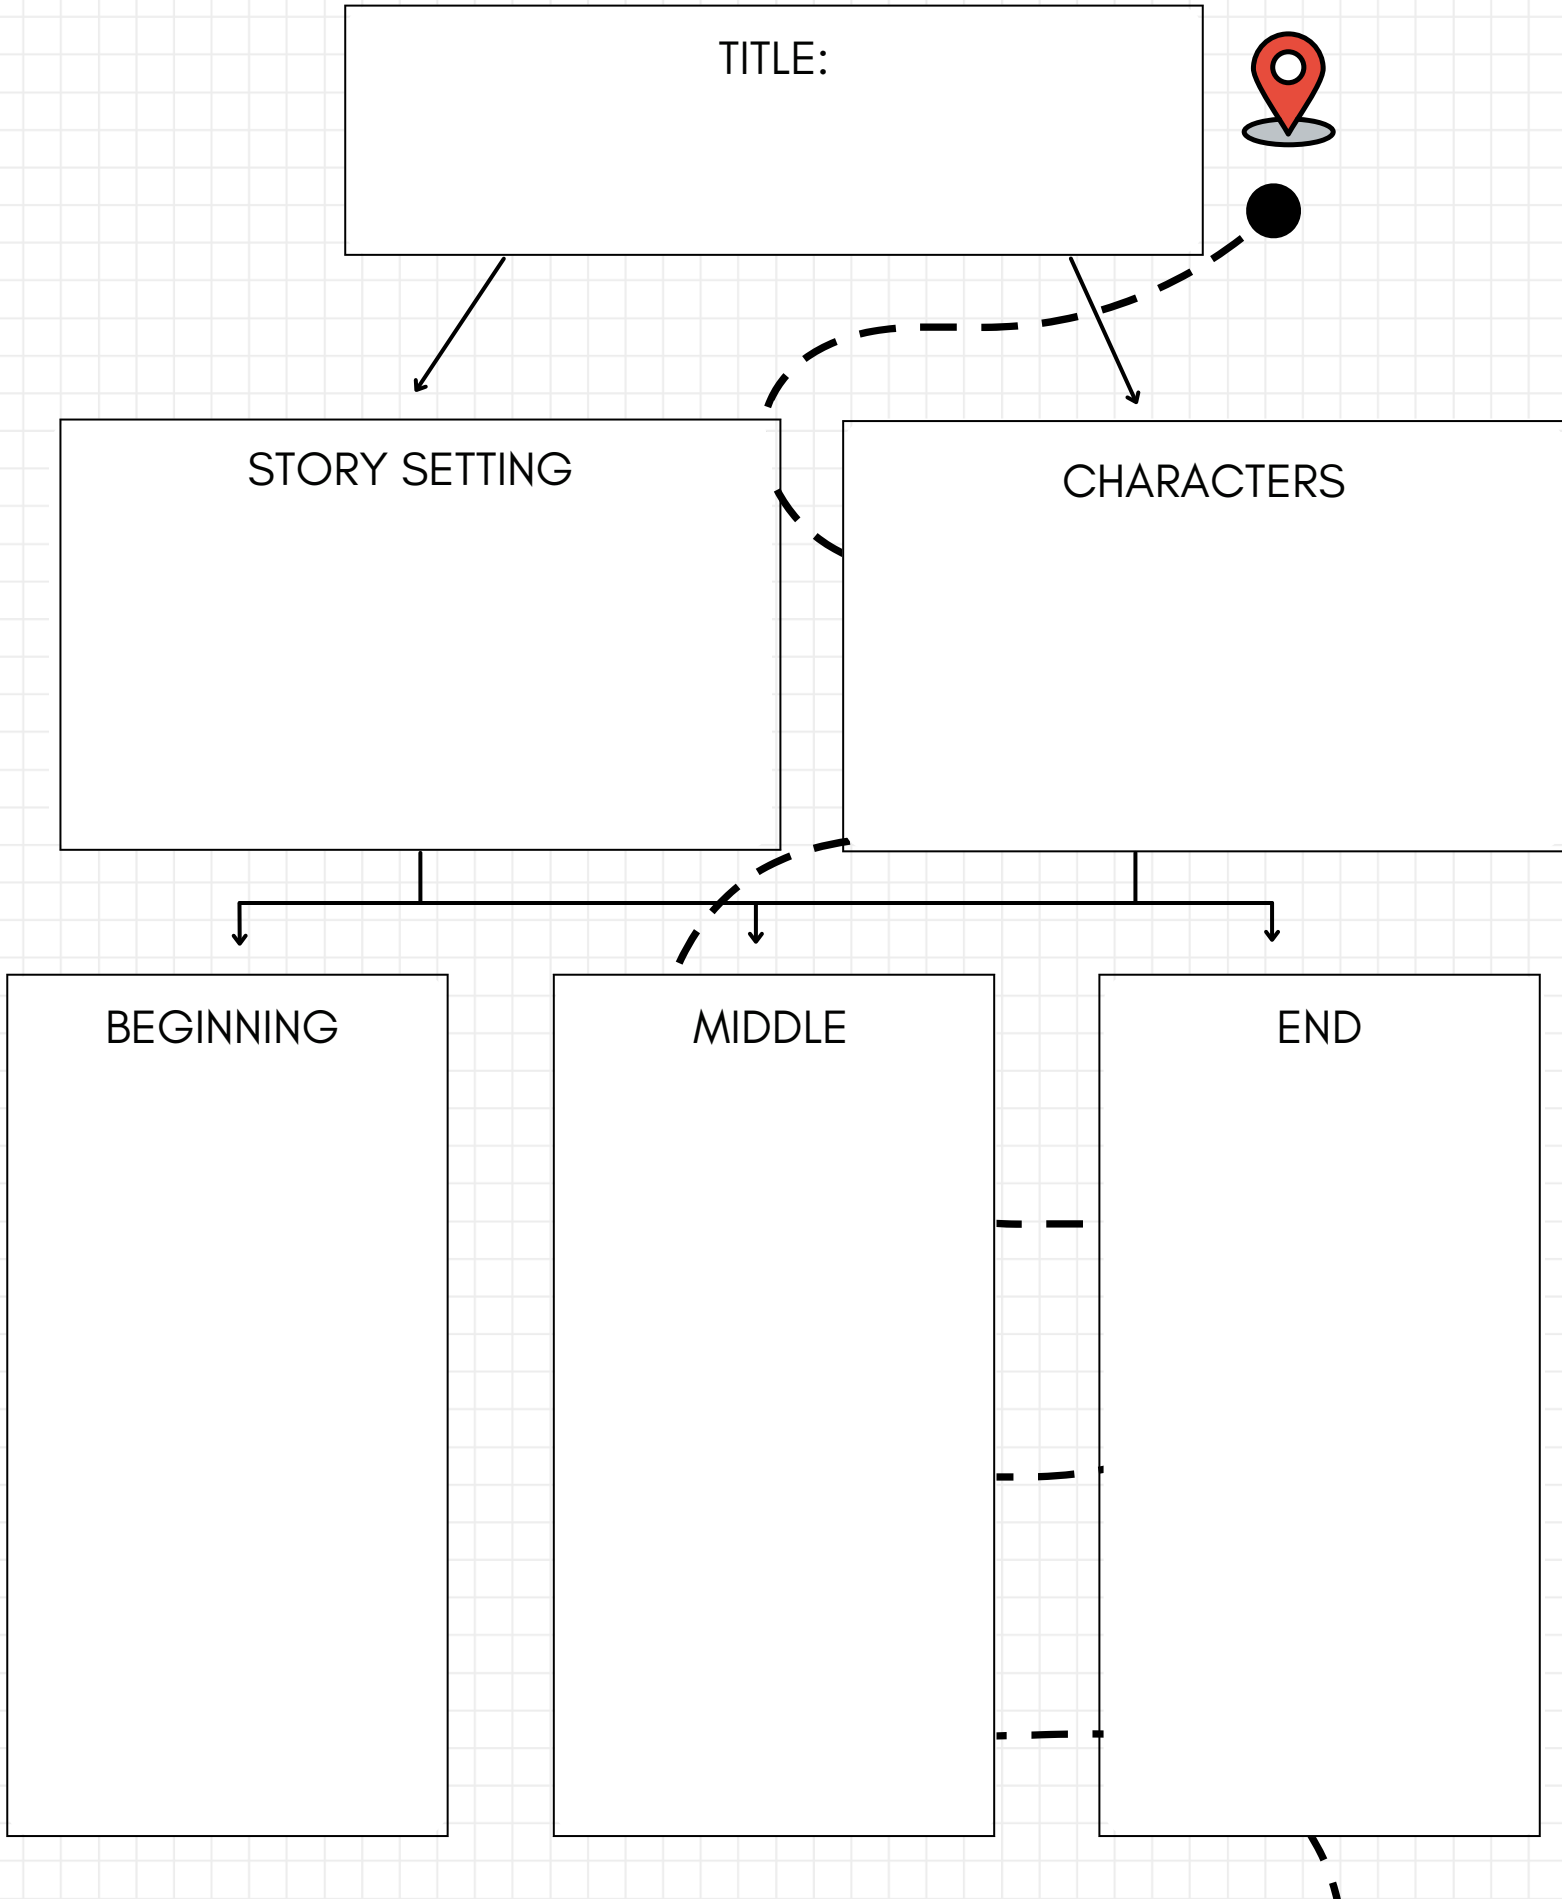 TITLE:
STORY SETTING
CHARACTERS
BEGINNING
MIDDLE
END